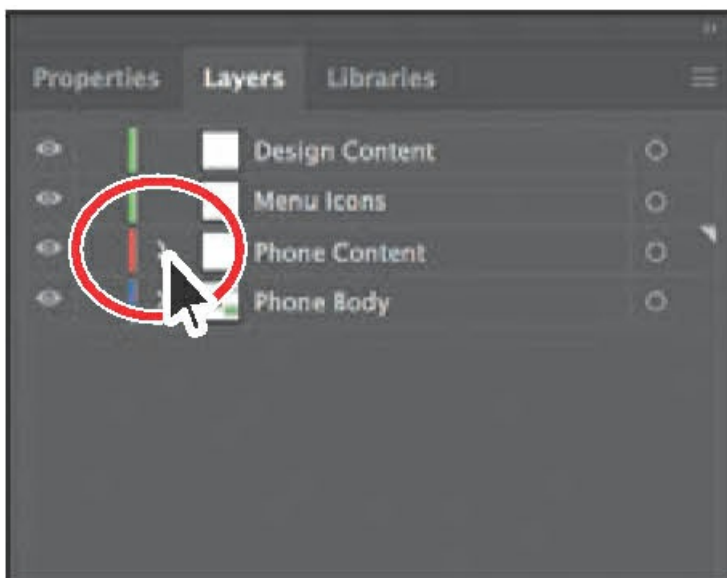 Properties Layers Libraries
Design Content
Menu Icons
Phone Content
Phone Body